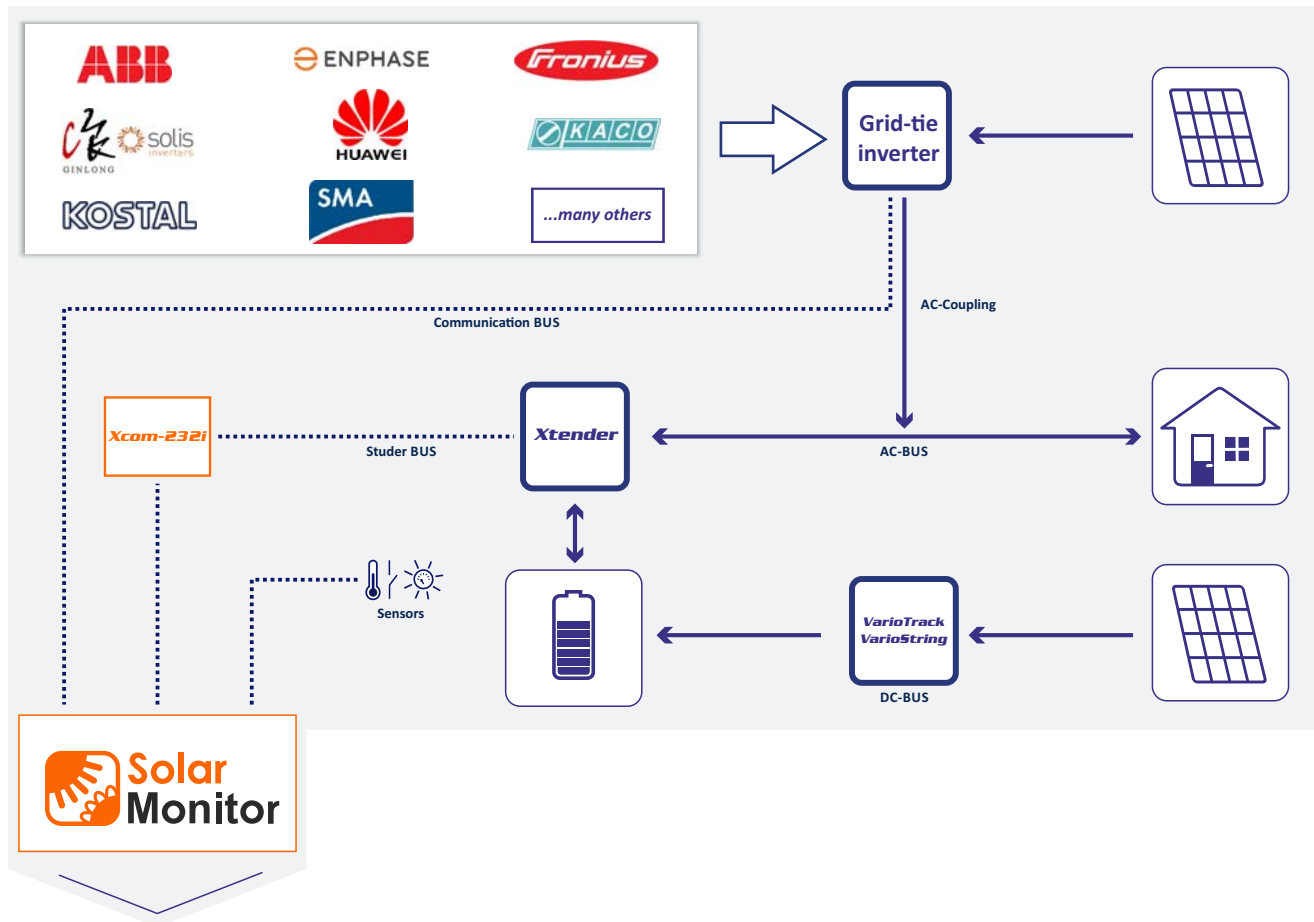 ABB
ENPHASE
Fronius
GINLONG
solis
inverters
HUAWEI
KACO
KOSTAL
SMA
...many others
Grid-tie
inverter
AC-Coupling
Communication BUS
Xcom-232i
Studer BUS
Xtender
AC-BUS
Sensors
VarioTrack
VarioString
DC-BUS
Solar
Monitor